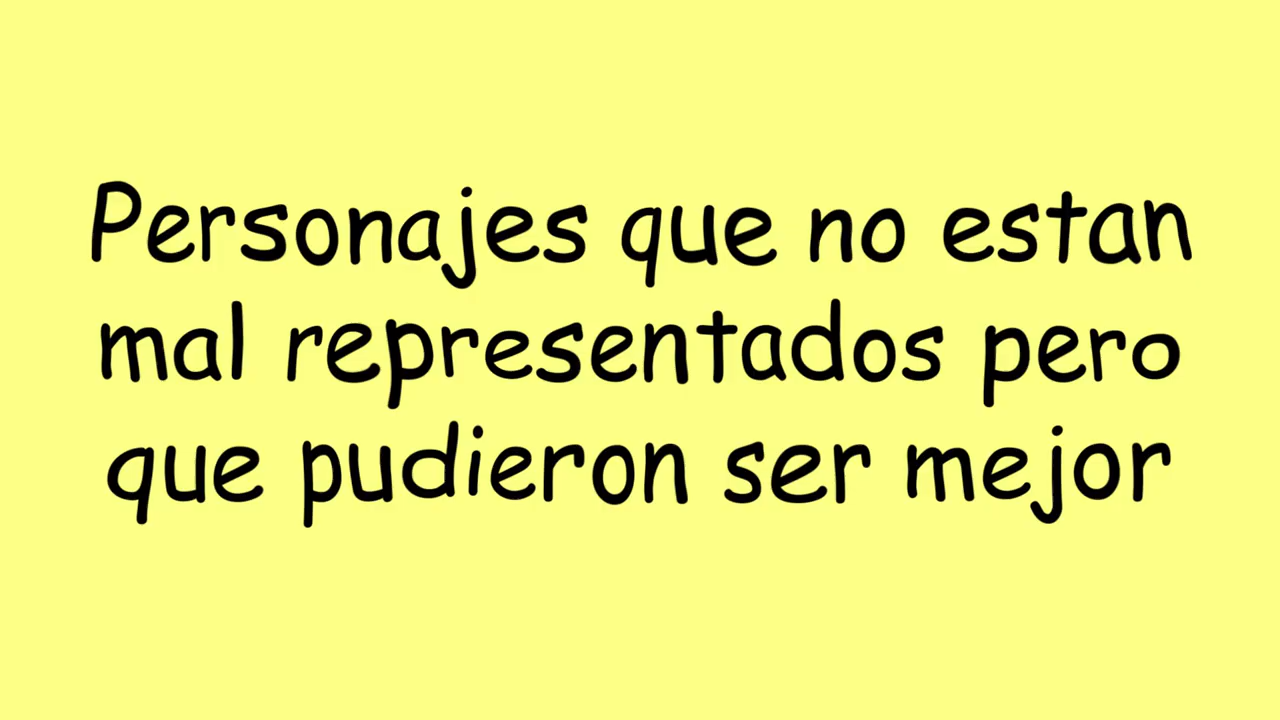 Personajes que no estan
mal representados pero
que pudieron ser mejor